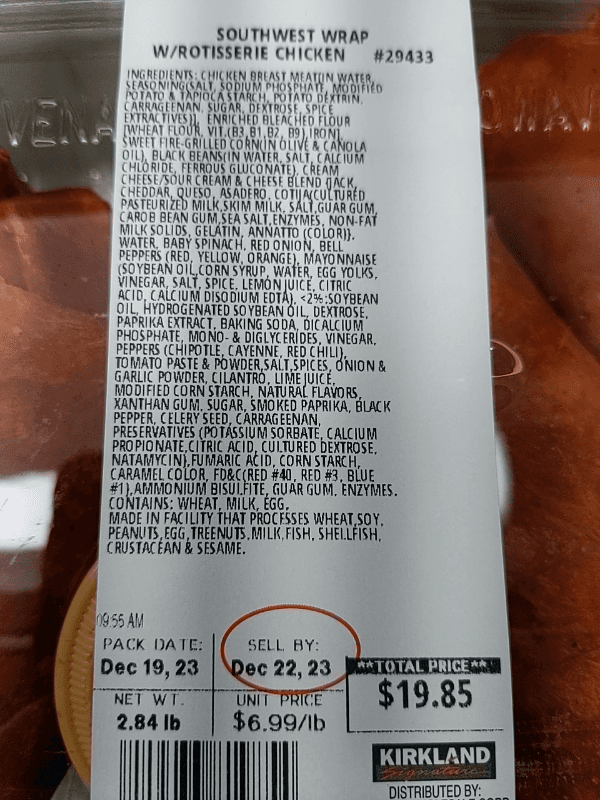 SOUTHWEST WRAP
W/ROTISSERIE CHICKEN #29433
INGREDIENTS: CHICKEN BREAST MEAT(IN WATER,
SEASONING(SALT, SODIUM PHOSPHATE, MODIFIED
POTATO & TAPIOCA STARCH, POTATO DEXTRIN,
CARRAGEENAN, SUGAR, DEXTROSE, SPICE
EXTRACTIVES)), ENRICHED BLEACHED FLOUR
(WHEAT FLOUR, VIT.(B3,B1,B2, B9),IRON),
SWEET FIRE-GRILLED CORN(IN OLIVE & CANOLA
OIL), BLACK BEANS(IN WATER, SALT, CALCIUM
CHLORIDE, FERROUS GLUCONATE), CREAM
CHEESE/SOUR CREAM & CHEESE BLEND (JACK,
CHEDDAR, QUESO, ASADERO, COTIJA(CULTURED
PASTEURIZED MILK,SKIM MILK, SALT,GUAR GUM,
CAROB BEAN GUM,SEA SALT,ENZYMES, NON-FAT
MILK SOLIDS, GELATIN, ANNATTO (COLOR)),
WATER, BABY SPINACH, RED ONION, BELL
PEPPERS (RED, YELLOW, ORANGE), MAYONNAISE
(SOYBEAN OIL,CORN SYRUP, WATER, EGG YOLKS,
VINEGAR, SALT, SPICE, LEMON JUICE, CITRIC
ACID, CALCIUM DISODIUM EDTA), <2%:SOYBEAN
OIL, HYDROGENATED SOYBEAN OIL, DEXTROSE,
PAPRIKA EXTRACT, BAKING SODA, DICALCIUM
PHOSPHATE, MONO- & DIGLYCERIDES, VINEGAR,
PEPPERS (CHIPOTLE, CAYENNE, RED CHILI),
TOMATO PASTE & POWDER,SALT,SPICES, ONION &
GARLIC POWDER, CILANTRO, LIME JUICE,
MODIFIED CORN STARCH, NATURAL FLAVORS,
XANTHAN GUM, SUGAR, SMOKED PAPRIKA, BLACK
PEPPER, CELERY SEED, CARRAGEENAN,
PRESERVATIVES (POTASSIUM SORBATE, CALCIUM
PROPIONATE,CITRIC ACID, CULTURED DEXTROSE,
NATAMYCIN),FUMARIC ACID, CORN STARCH,
CARAMEL COLOR, FD&C(RED #40, RED #3, BLUE
#1),AMMONIUM BISULFITE, GUAR GUM, ENZYMES.
CONTAINS: WHEAT, MILK, EGG.
MADE IN FACILITY THAT PROCESSES WHEAT,SOY,
PEANUTS,EGG,TREENUTS,MILK,FISH, SHELLFISH,
CRUSTACEAN & SESAME.
09:55 AM
PACK DATE: SELL BY:
Dec 19, 23 Dec 22, 23
**TOTAL PRICE**
$19.85
NET WT. UNIT PRICE
2.84 lb $6.99/lb
KIRKLAND
Signature
DISTRIBUTED BY: